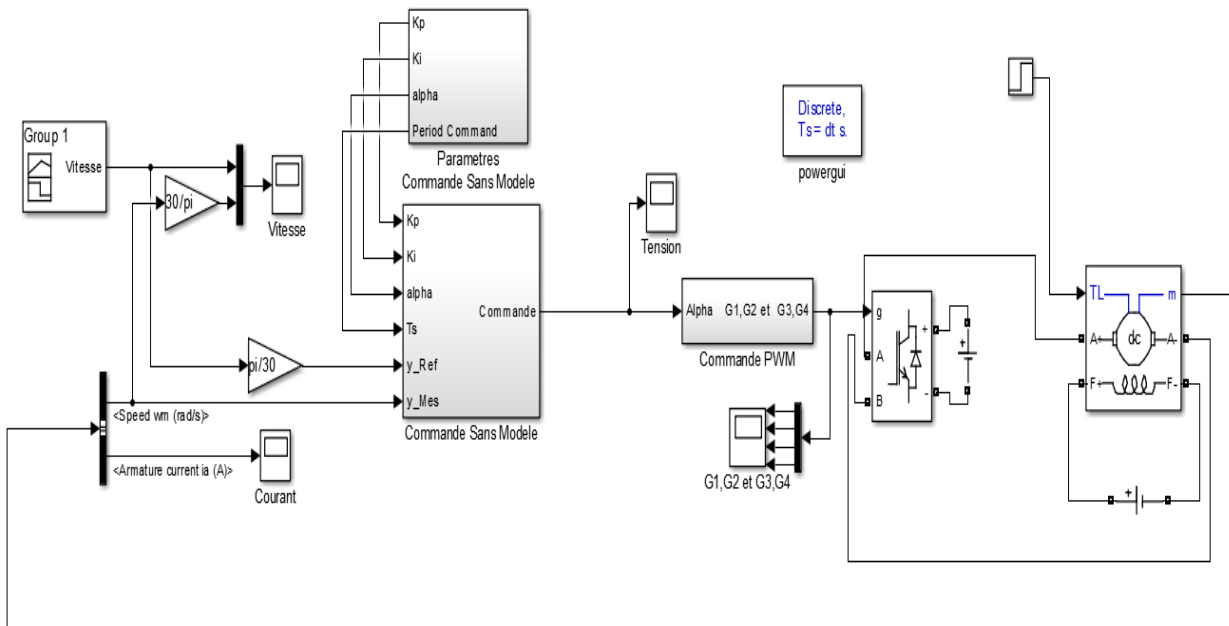 Group 1
Vitesse
30/pi
Vitesse
Kp
Ki
alpha
Period Command
Parametres
Commande Sans Modele
Kp
Ki
alpha
Ts
y_Ref
y_Mes
Commande
Commande Sans Modele
pi/30
<Speed wm (rad/s)>
<Armature current ia (A)>
Courant
Tension
Alpha
G1,G2 et G3,G4
Commande PWM
G1,G2 et G3,G4
Discrete,
Ts = dt s.
powergui
g
A
B
+
-
+
TL
m
A+
dc
A-
F+
F-
+